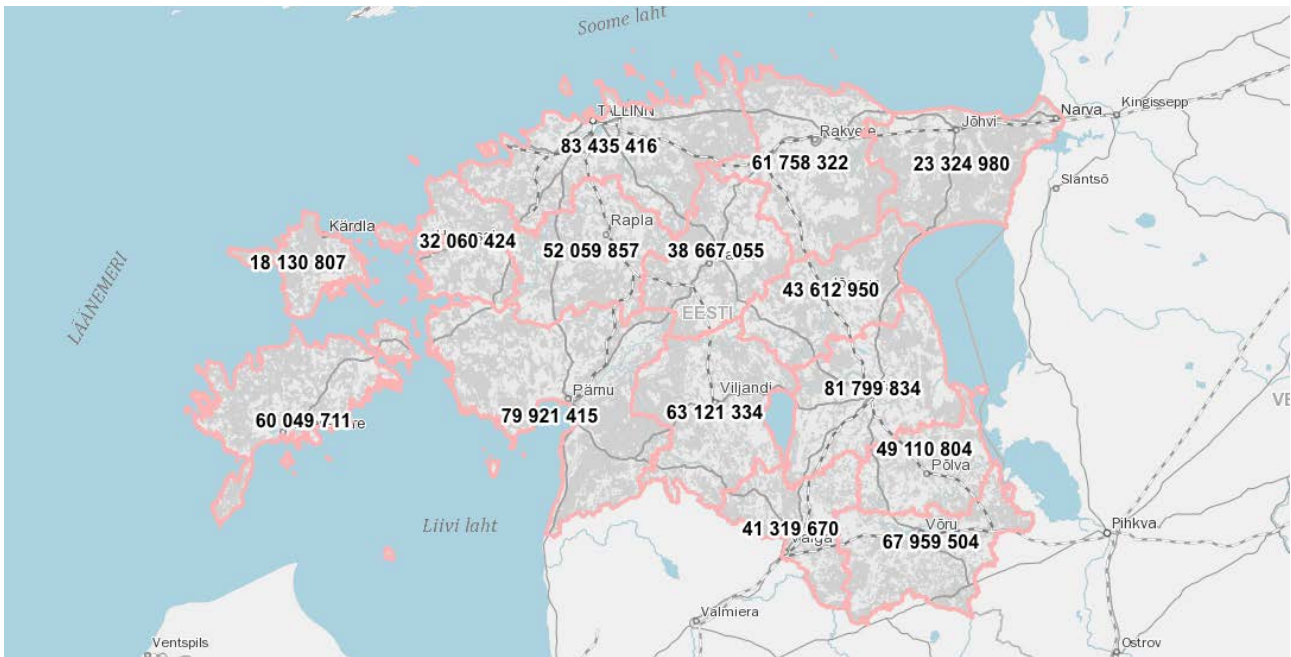 Soome laht
TALLINN
83 435 416
Rakvere
61 758 322
Jõhvi
23 324 980
Narva
Kingissepp
Slantsõ
Kärdla
18 130 807
32 060 424
Rapla
52 059 857
38 667 055
43 612 950
EESTI
LÄÄNEMERI
Pärnu
79 921 415
Viljandi
63 121 334
81 799 834
60 049 711
49 110 804
Põlva
Liivi laht
41 319 670
Valga
Võru
67 959 504
Pihkva
Valmiera
Ventspils
Ostrov